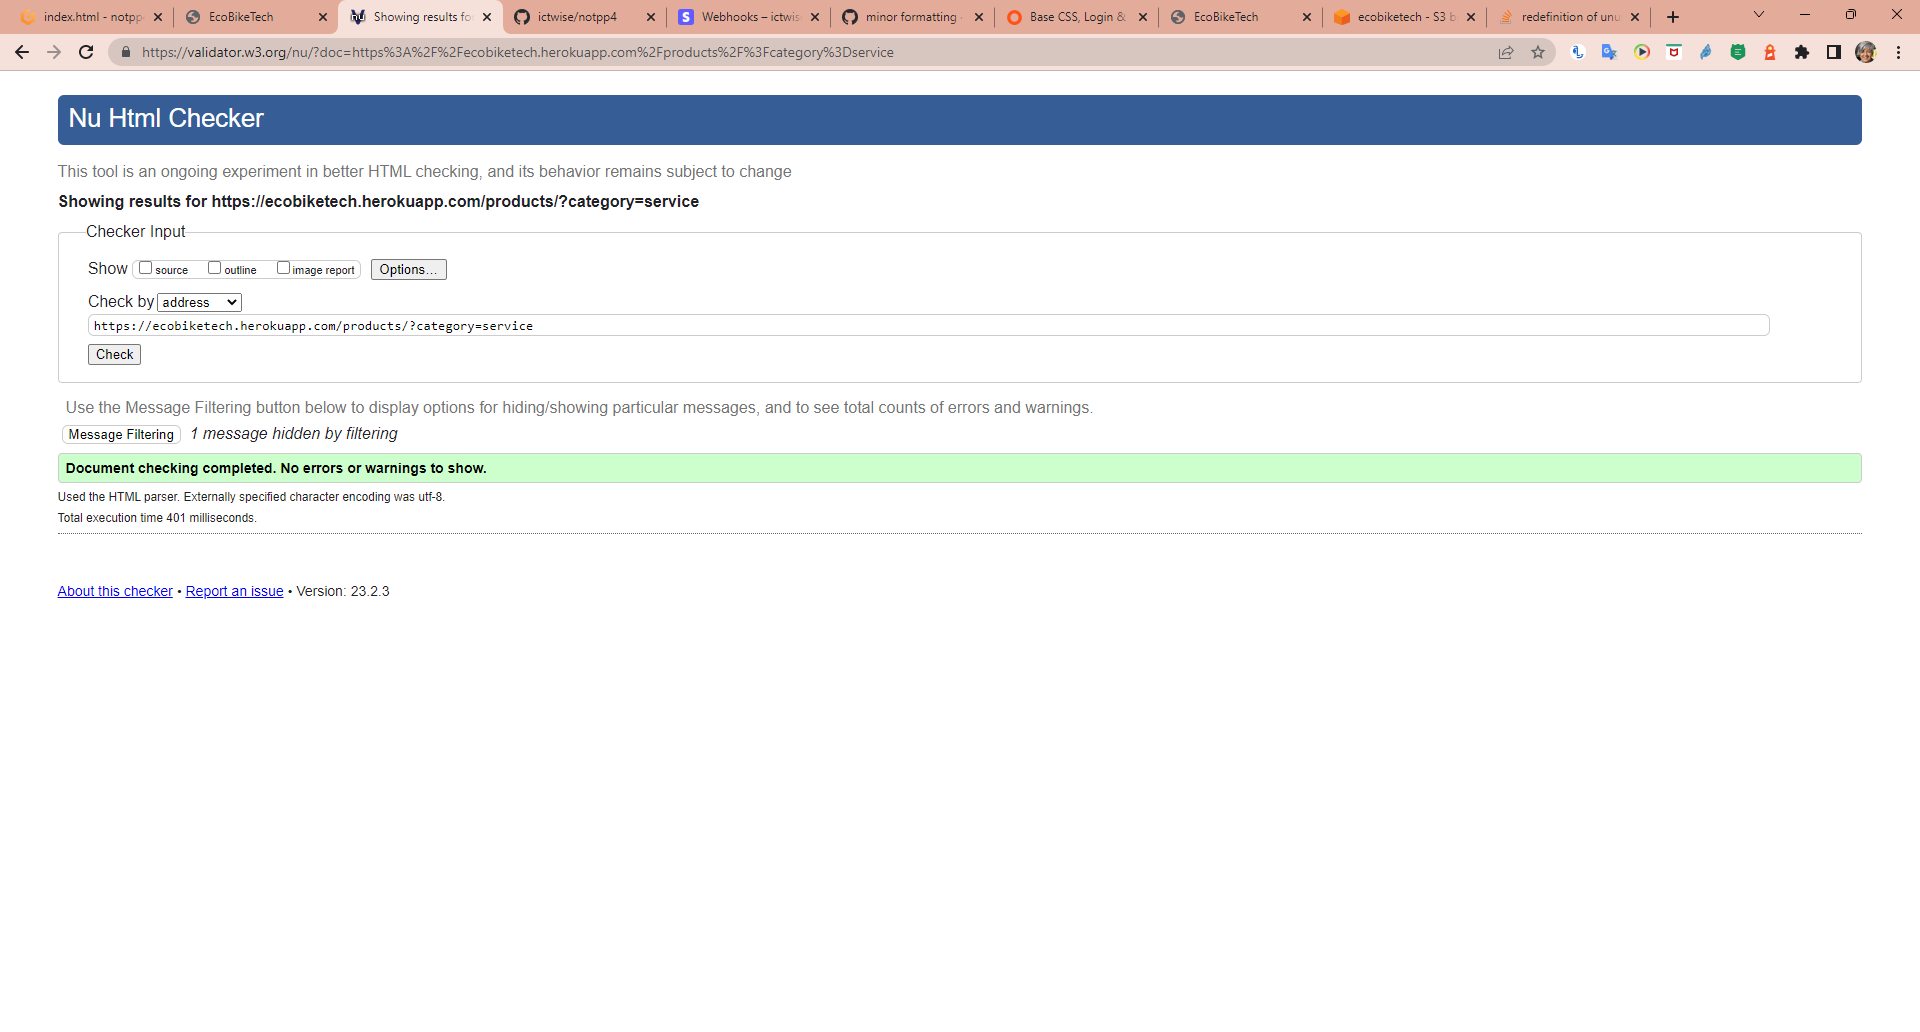 index.html - notpp
EcoBikeTech
Showing results fo
ictwise/notpp4
Webhooks – ictwis
minor formatting
Base CSS, Login &
EcoBikeTech
ecobiketech - S3 b
redefinition of unu
https://validator.w3.org/nu/?doc=https%3A%2F%2Fecobiketech.herokuapp.com%2Fproducts%2F%3Fcategory%3Dservice
Nu Html Checker
This tool is an ongoing experiment in better HTML checking, and its behavior remains subject to change
Showing results for https://ecobiketech.herokuapp.com/products/?category=service
Checker Input
Show source outline image report Options...
Check by address
https://ecobiketech.herokuapp.com/products/?category=service
Check
Use the Message Filtering button below to display options for hiding/showing particular messages, and to see total counts of errors and warnings.
Message Filtering 1 message hidden by filtering
Document checking completed. No errors or warnings to show.
Used the HTML parser. Externally specified character encoding was utf-8.
Total execution time 401 milliseconds.
About this checker • Report an issue • Version: 23.2.3